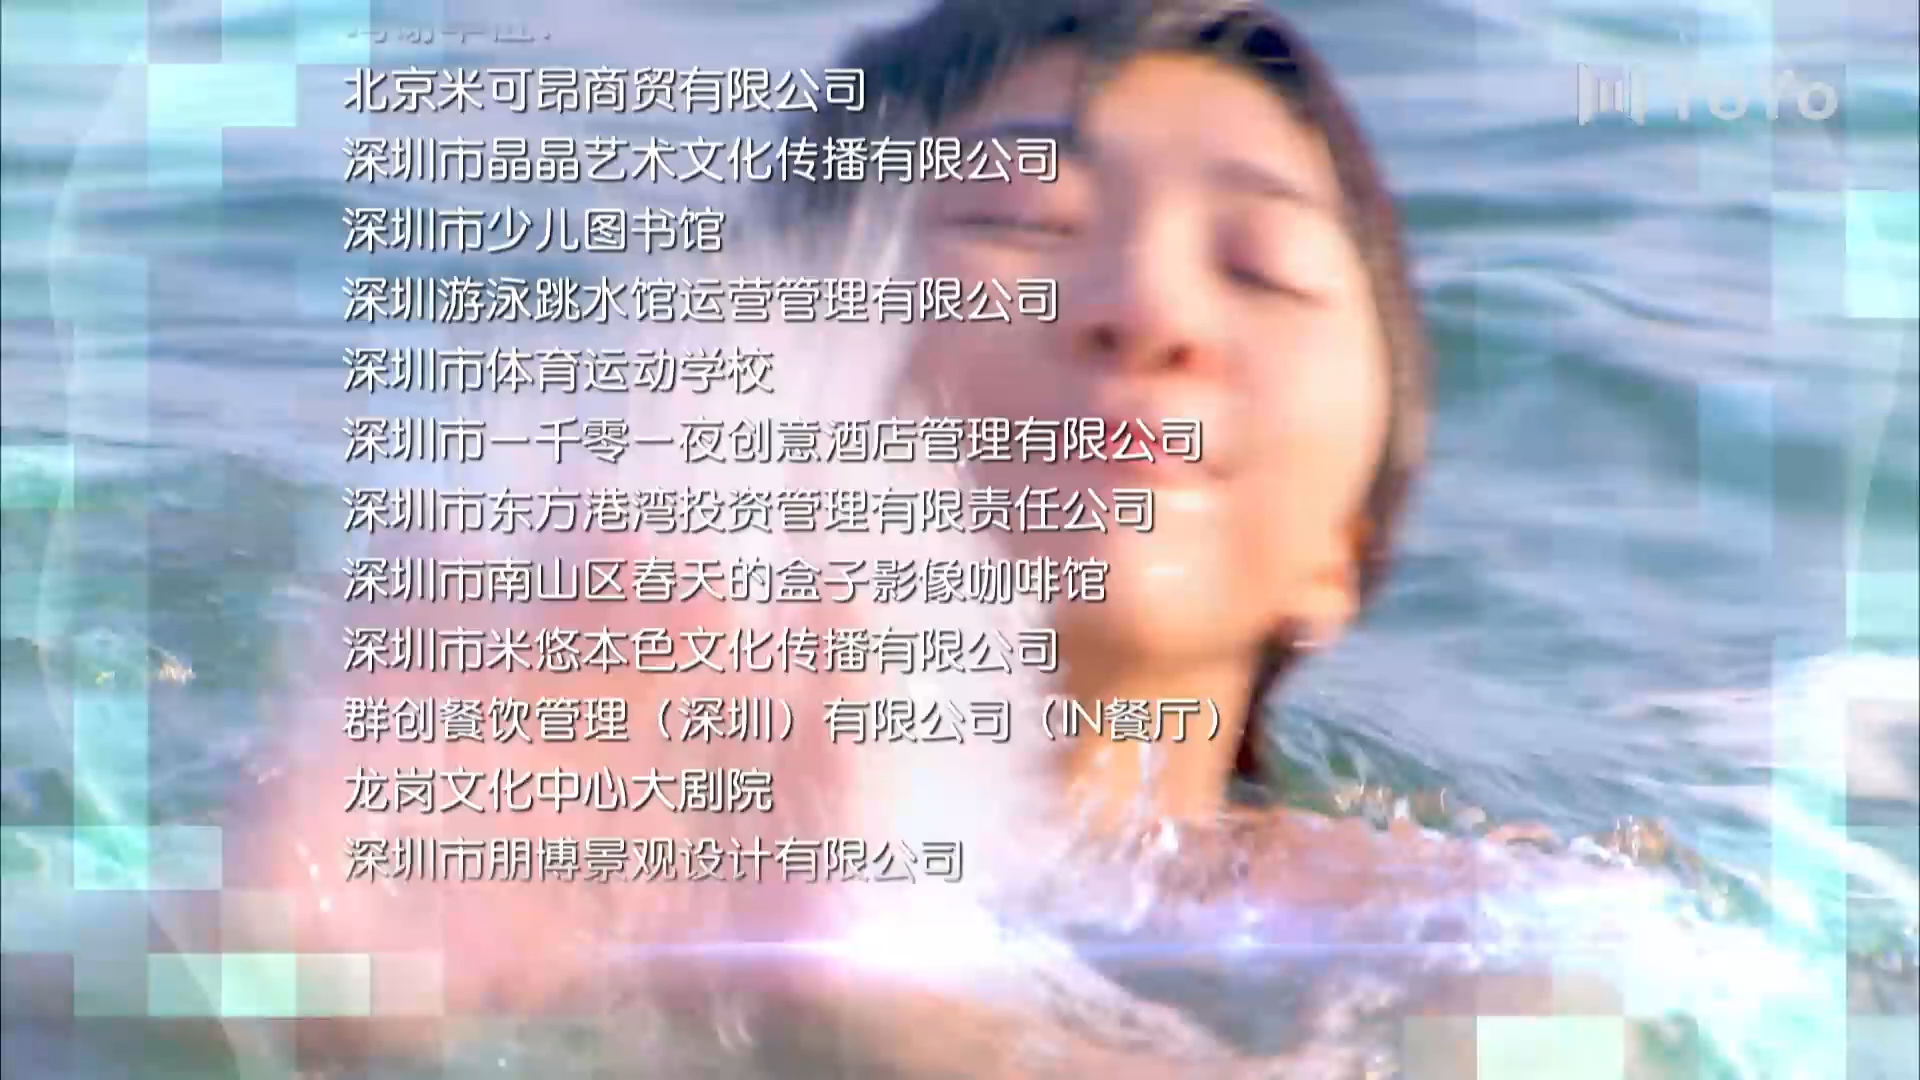 北京米可昂商贸有限公司
YOYO
深圳市晶晶艺术文化传播有限公司
深圳市少儿图书馆
深圳游泳跳水馆运营管理有限公司
深圳市体育运动学校
深圳市一千零一夜创意酒店管理有限公司
深圳市东方港湾投资管理有限责任公司
深圳市南山区春天的盒子影像咖啡馆
深圳市米悠本色文化传播有限公司
群创餐饮管理（深圳）有限公司（IN餐厅）
龙岗文化中心大剧院
深圳市朋博景观设计有限公司